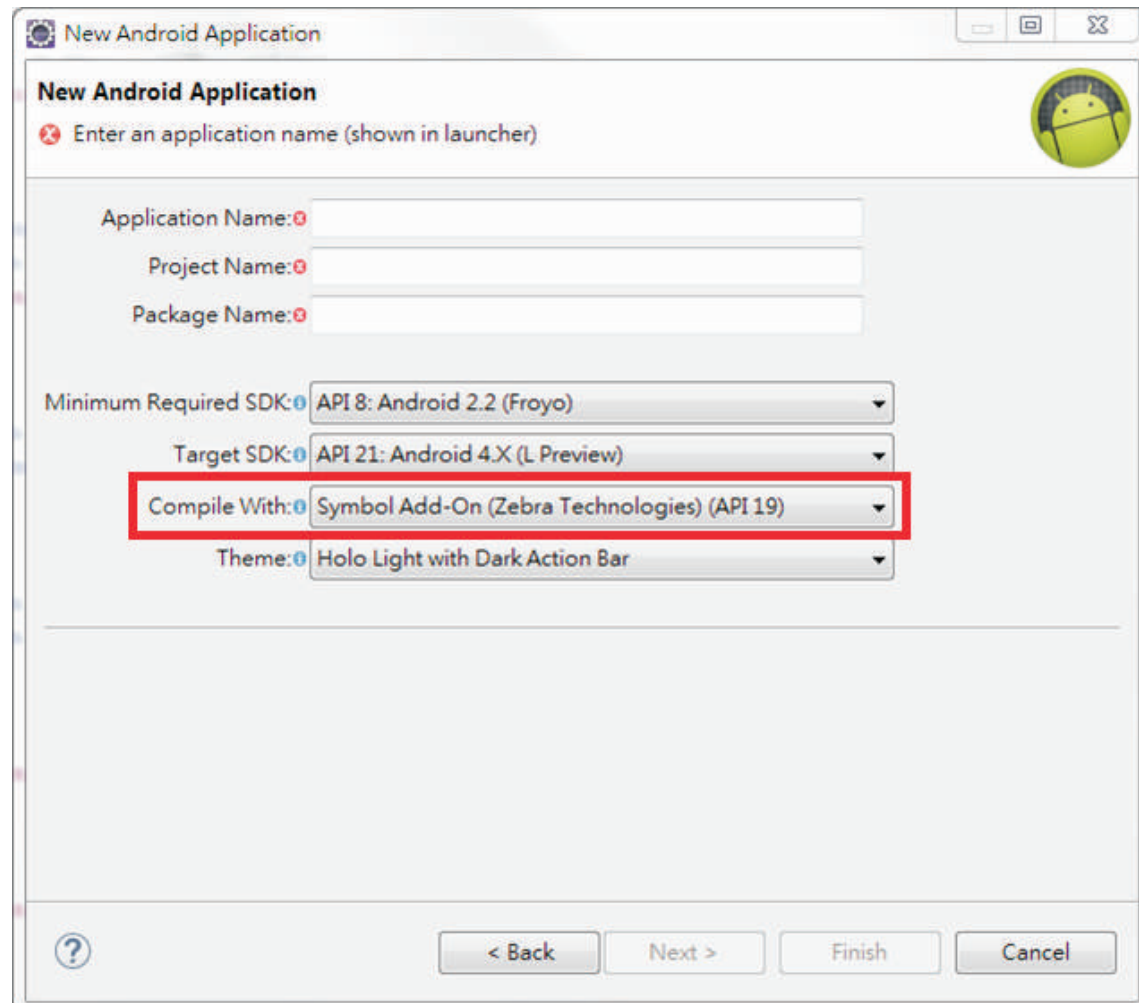 New Android Application
New Android Application
Enter an application name (shown in launcher)
Application Name:
Project Name:
Package Name:
Minimum Required SDK: API 8: Android 2.2 (Froyo)
Target SDK: API 21: Android 4.X (L Preview)
Compile With: Symbol Add-On (Zebra Technologies) (API 19)
Theme: Holo Light with Dark Action Bar
? < Back Next > Finish Cancel